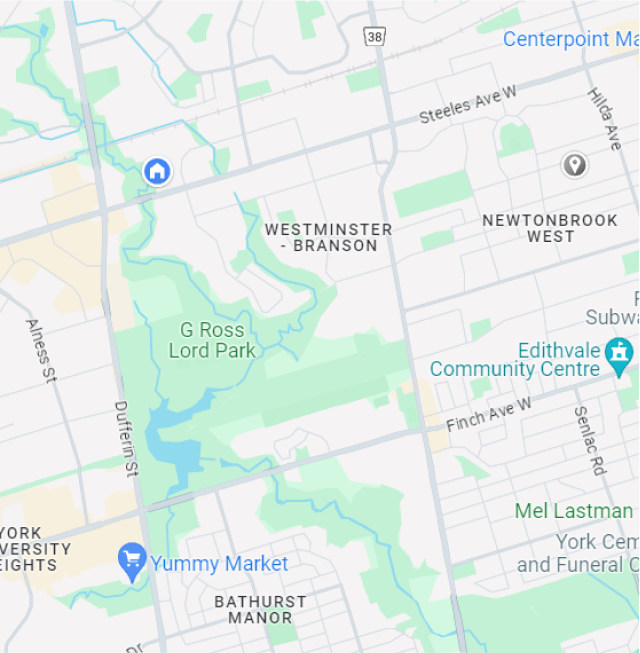 38
Centerpoint Ma
Steeles Ave W
Hilda Ave
WESTMINSTER
- BRANSON
NEWTONBROOK
WEST
Alness St
G Ross
Lord Park
Subwa
Edithvale
Community Centre
Dufferin St
Finch Ave W
Senlac Rd
Mel Lastman
YORK
VERSITY
EIGHTS
York Cem
and Funeral C
Yummy Market
BATHURST
MANOR
Dr